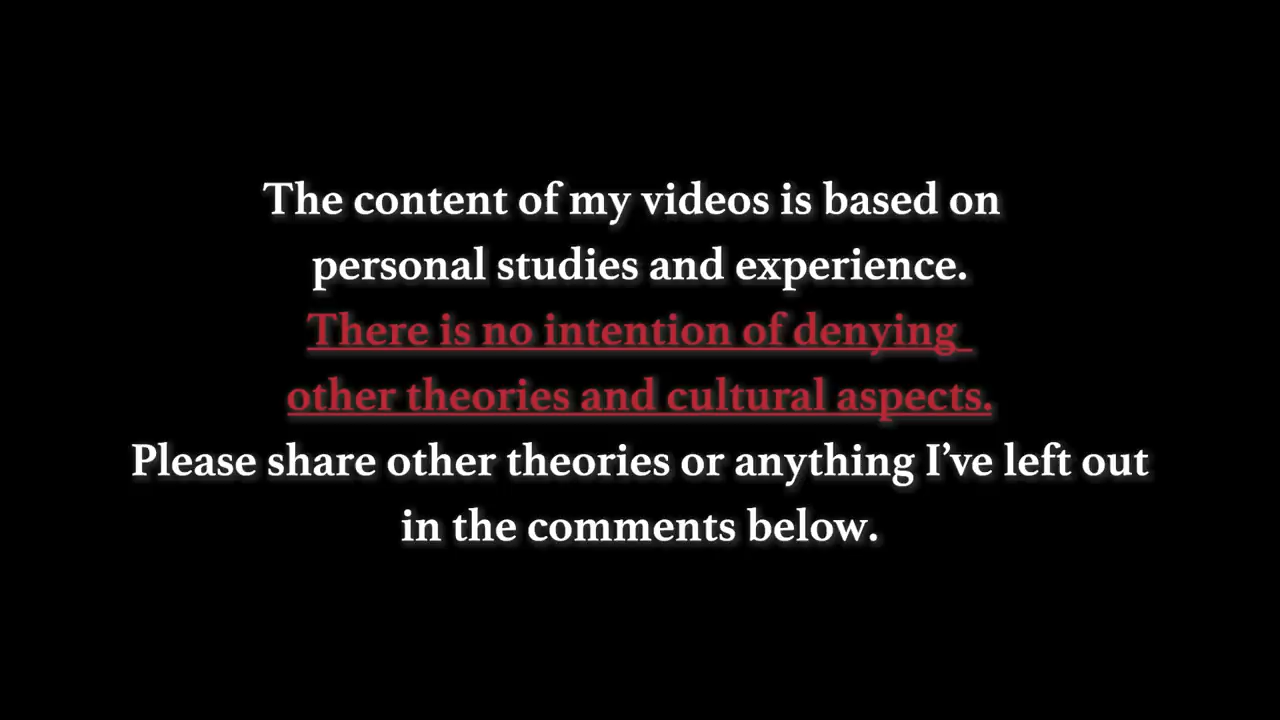 The content of my videos is based on
personal studies and experience.
There is no intention of denying
other theories and cultural aspects.
Please share other theories or anything I’ve left out
in the comments below.